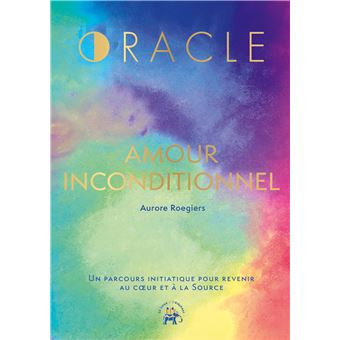 ORACLE
AMOUR
INCONDITIONNEL
Aurore Roegiers
Un parcours initiatique pour revenir
au cœur et à la Source